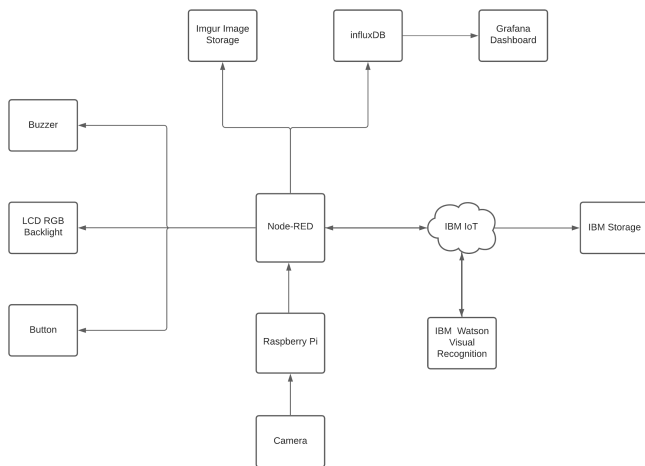 Imgur Image
Storage
influxDB
Grafana
Dashboard
Buzzer
LCD RGB
Backlight
Node-RED
IBM IoT
IBM Storage
Button
Raspberry Pi
IBM Watson
Visual
Recognition
Camera